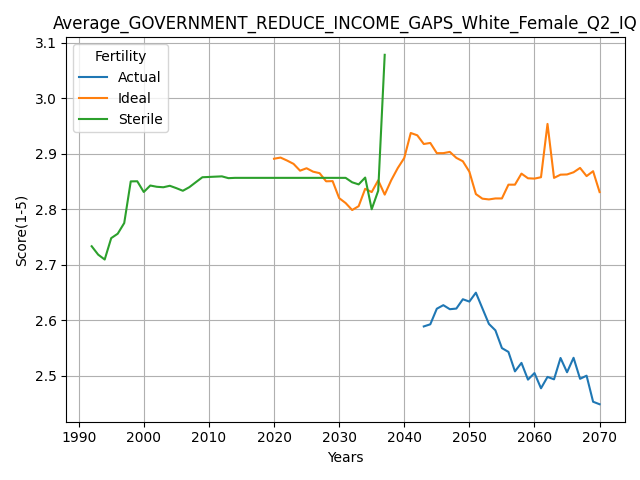 Average_GOVERNMENT_REDUCE_INCOME_GAPS_White_Female_Q2_IQ
Fertility
Actual
Ideal
Sterile
Score(1-5)
3.1
3.0
2.9
2.8
2.7
2.6
2.5
1990 2000 2010 2020 2030 2040 2050 2060 2070
Years